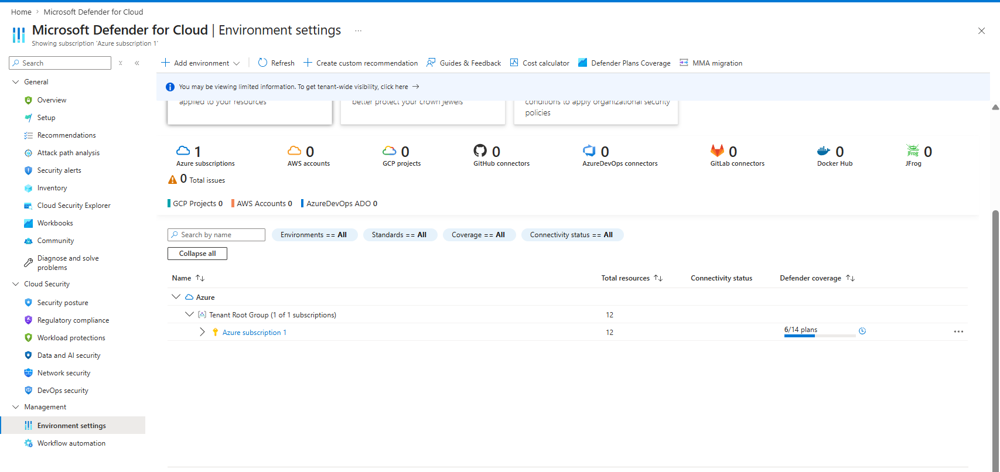 Home > Microsoft Defender for Cloud
Microsoft Defender for Cloud | Environment settings ...
Showing subscription 'Azure subscription 1'
Search
Add environment
Refresh
Create custom recommendation
Guides & Feedback
Cost calculator
Defender Plans Coverage
MMA migration
General
Overview
Setup
Recommendations
Attack path analysis
Security alerts
Inventory
Cloud Security Explorer
Workbooks
Community
Diagnose and solve
problems
Cloud Security
Security posture
Regulatory compliance
Workload protections
Data and AI security
Network security
DevOps security
Management
Environment settings
Workflow automation
You may be viewing limited information. To get tenant-wide visibility, click here →
applied to your resources
better protect your crown jewels
conditions to apply organizational security
policies
1
Azure subscriptions
0
AWS accounts
0
GCP projects
0
GitHub connectors
0
AzureDevOps connectors
0
GitLab connectors
0
Docker Hub
JFrog
0
JFrog
0 Total issues
GCP Projects 0
AWS Accounts 0
AzureDevOps ADO 0
Search by name
Environments == All
Standards == All
Coverage == All
Connectivity status == All
Collapse all
Name ↑↓
Total resources ↑↓
Connectivity status
Defender coverage ↑↓
Azure
Tenant Root Group (1 of 1 subscriptions)
12
Azure subscription 1
12
6/14 plans